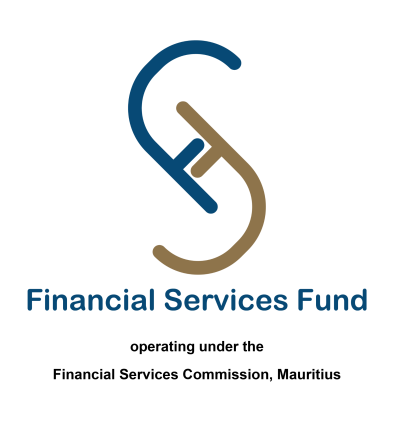 Financial Services Fund
operating under the
Financial Services Commission, Mauritius